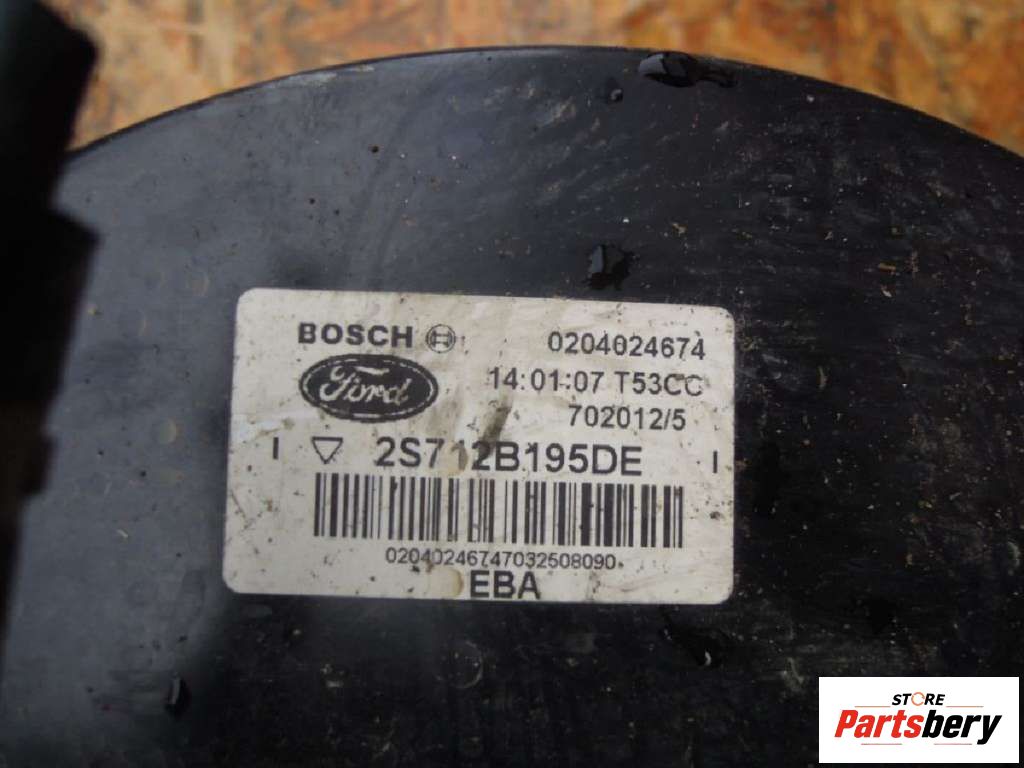 BOSCH
0204024674
Ford
14:01:07 T53CC
702012/5
I 2S712B195DE I
02040246747032508090
EBA
STORE
Partsbery